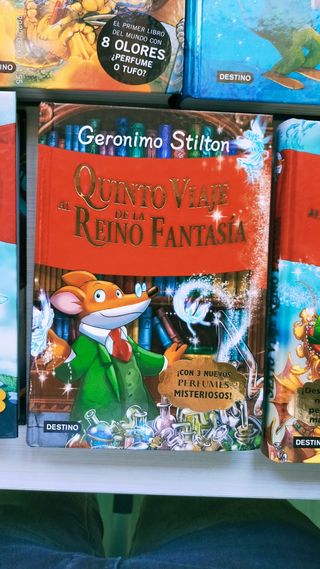 EL PRIMER LIBRO
DEL MUNDO CON
8 OLORES
¿PERFUME
O TUFO?
DESTINO
DESTINO
Geronimo Stilton
QUINTO VIAJE
AL REINO DE LA FANTASÍA
¡CON 3 NUEVOS
PERFUMES
MISTERIOSOS!
DESTINO
DESTINO